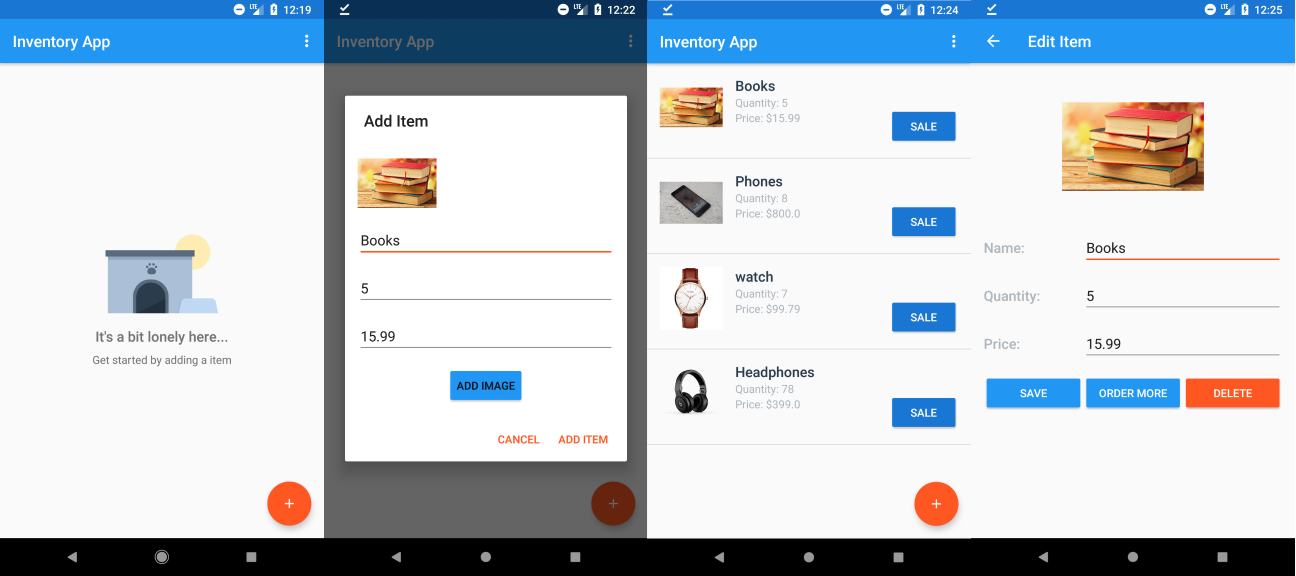 LTE 12:19
Inventory App
It's a bit lonely here...
Get started by adding a item
+
LTE 12:22
Inventory App
Add Item
Books
5
15.99
ADD IMAGE
CANCEL ADD ITEM
+
LTE 12:24
Inventory App
Books
Quantity: 5
Price: $15.99
SALE
Phones
Quantity: 8
Price: $800.0
SALE
watch
Quantity: 7
Price: $99.79
SALE
Headphones
Quantity: 78
Price: $399.0
SALE
+
LTE 12:25
Edit Item
Name: Books
Quantity: 5
Price: 15.99
SAVE ORDER MORE DELETE